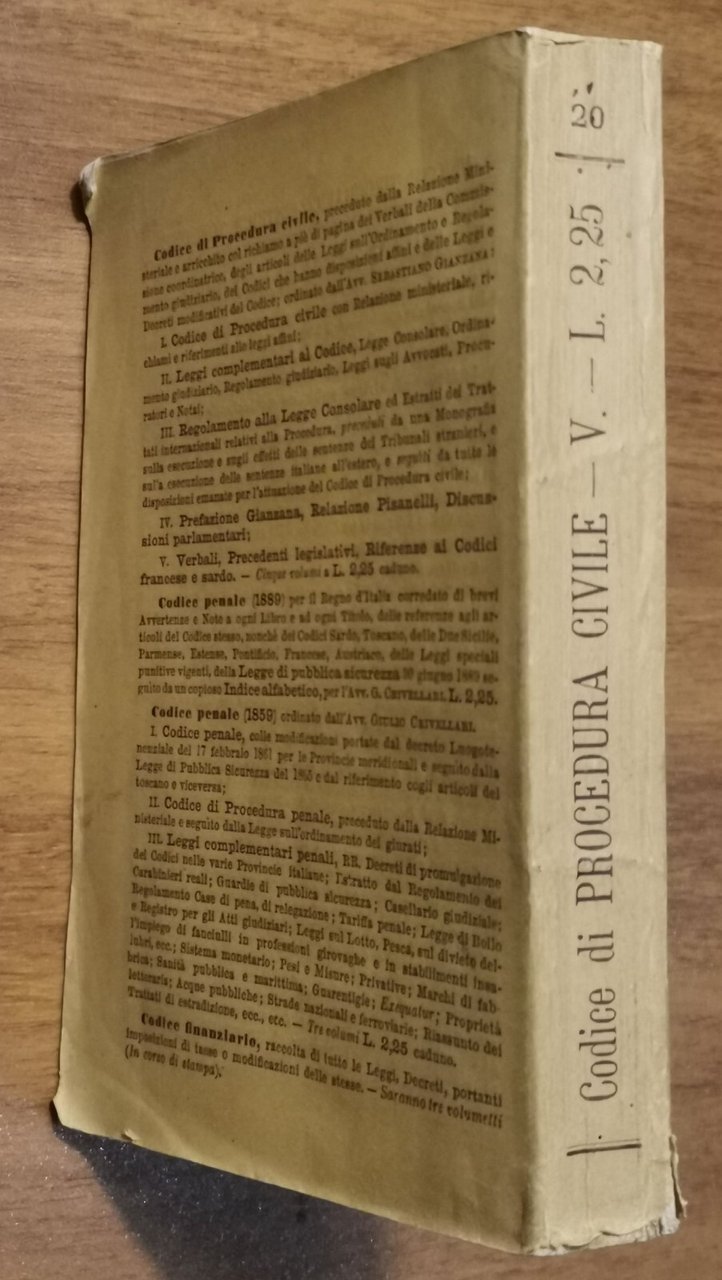 Codice di Procedura civile, preceduto dalla Relazione Mini-
steriale e arricchito col richiamo a piè di pagina dei Verbali della Commis-
sione coordinatrice, degli articoli delle Leggi sull'Ordinamento e Regola-
mento giudiziario, dei Codici che hanno disposizioni affini e delle Leggi e
Decreti modificativi del Codice; ordinato dall'Avv. SEBASTIANO GIANZANA:
I. Codice di Procedura civile con Relazione ministeriale, ri-
chiami e riferimenti alle leggi affini;
II. Leggi complementari al Codice, Legge Consolare, Ordina-
mento giudiziario, Regolamento giudiziario, Leggi sugli Avvocati, Procu-
ratori e Notai;
III. Regolamento alla Legge Consolare ed Estratti dei Trat-
tati internazionali relativi alla Procedura, preceduti da una Monografia
sulla esecuzione e sugli effetti delle sentenze dei Tribunali stranieri, e
sulla esecuzione delle sentenze italiane all'estero, e seguiti da tutte le
disposizioni emanate per l'attuazione del Codice di Procedura civile;
IV. Prefazione Gianzana, Relazione Pisanelli, Discus-
sioni parlamentari;
V. Verbali, Precedenti legislativi, Riferenze ai Codici
francese e sardo. — Cinque volumi a L. 2,25 caduno.
Codice penale (1889) per il Regno d'Italia corredato di brevi
Avvertenze e Note a ogni Libro e ad ogni Titolo, delle referenze agli ar-
ticoli del Codice stesso, nonchè dei Codici Sardo, Toscano, delle Due Sicilie,
Parmense, Estense, Pontificio, Francese, Austriaco, delle Leggi speciali
punitive vigenti, della Legge di pubblica sicurezza 30 giugno 1889 se-
guito da un copioso Indice alfabetico, per l'Avv. G. CRIVELLARI. L. 2,25.
Codice penale (1859) ordinato dall'Avv. GIULIO CRIVELLARI.
I. Codice penale, colle modificazioni portate dal decreto Luogote-
nenziale del 17 febbraio 1861 per le Provincie meridionali e seguito dalla
Legge di Pubblica Sicurezza del 1865 e dal riferimento cogli articoli del
toscano e viceversa;
II. Codice di Procedura penale, preceduto dalla Relazione Mi-
nisteriale e seguito dalla Legge sull'ordinamento dei giurati;
III. Leggi complementari penali, RR. Decreti di promulgazione
dei Codici nelle varie Provincie italiane; Estratto dal Regolamento dei
Carabinieri reali; Guardie di pubblica sicurezza; Casellario giudiziale;
Regolamento Case di pena, di relegazione; Tariffa penale; Legge di Bollo
e Registro per gli Atti giudiziari; Leggi sul Lotto, Pesca, sul divieto del-
l'impiego di fanciulli in professioni girovaghe e in stabilimenti insa-
lubri, ecc.; Sistema monetario; Pesi e Misure; Privative; Marchi di fab-
brica; Sanità pubblica e marittima; Guarentigie; Exequatur; Proprietà
letteraria; Acque pubbliche; Strade nazionali e ferroviarie; Riassunto dei
Trattati di estradizione, ecc., etc. — Tre volumi L. 2,25 caduno.
Codice finanziario, raccolta di tutte le Leggi, Decreti, portanti
imposizioni di tasse o modificazioni delle stesse. — Saranno tre volumetti
(In corso di stampa).
Codice di PROCEDURA CIVILE — V. — L. 2,25
20